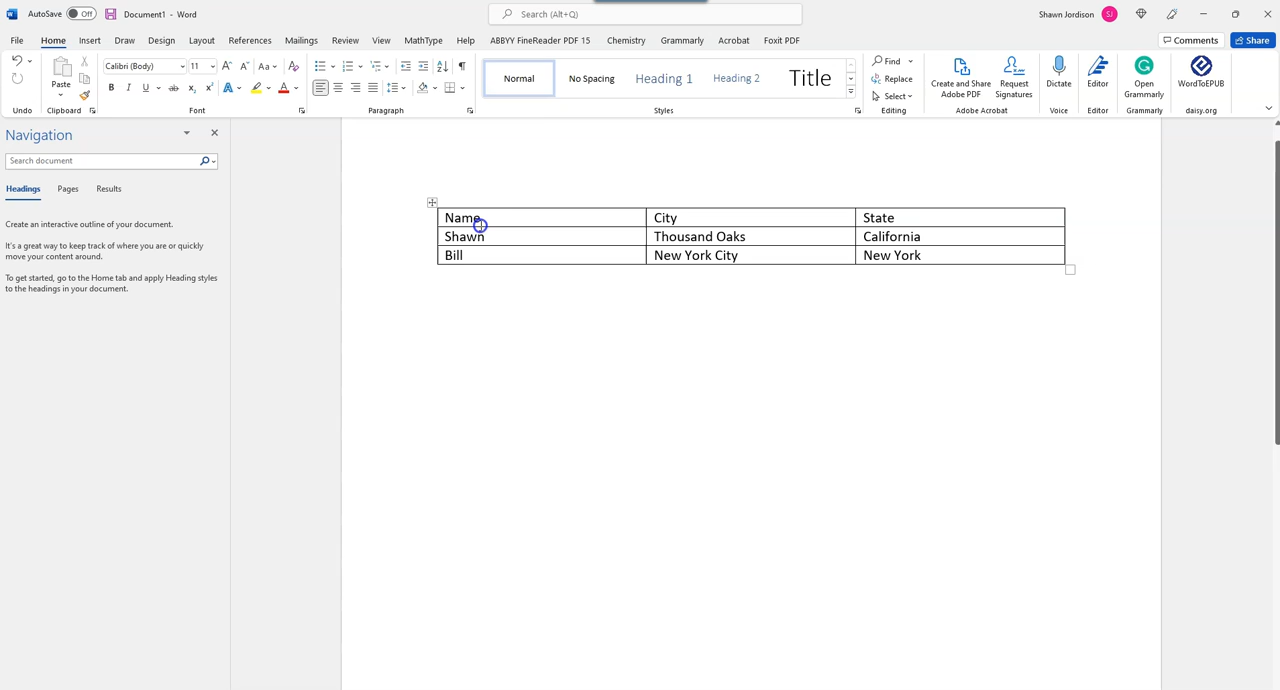 AutoSave Off Document1 - Word Search (Alt+Q) Shawn Jordison SJ
File Home Insert Draw Design Layout References Mailings Review View MathType Help ABBYY FineReader PDF 15 Chemistry Grammarly Acrobat Foxit PDF Comments Share
Paste
Calibri (Body) 11
Normal No Spacing Heading 1 Heading 2 Title
Find
Replace
Select
Create and Share
Adobe PDF
Request
Signatures
Dictate
Editor
Open
Grammarly
WordToEPUB
Undo Clipboard Font Paragraph Styles Editing Adobe Acrobat Voice Editor Grammarly daisy.org
Navigation
Search document
Headings Pages Results
Create an interactive outline of your document.
It's a great way to keep track of where you are or quickly
move your content around.
To get started, go to the Home tab and apply Heading styles
to the headings in your document.
Name City State
Shawn Thousand Oaks California
Bill New York City New York